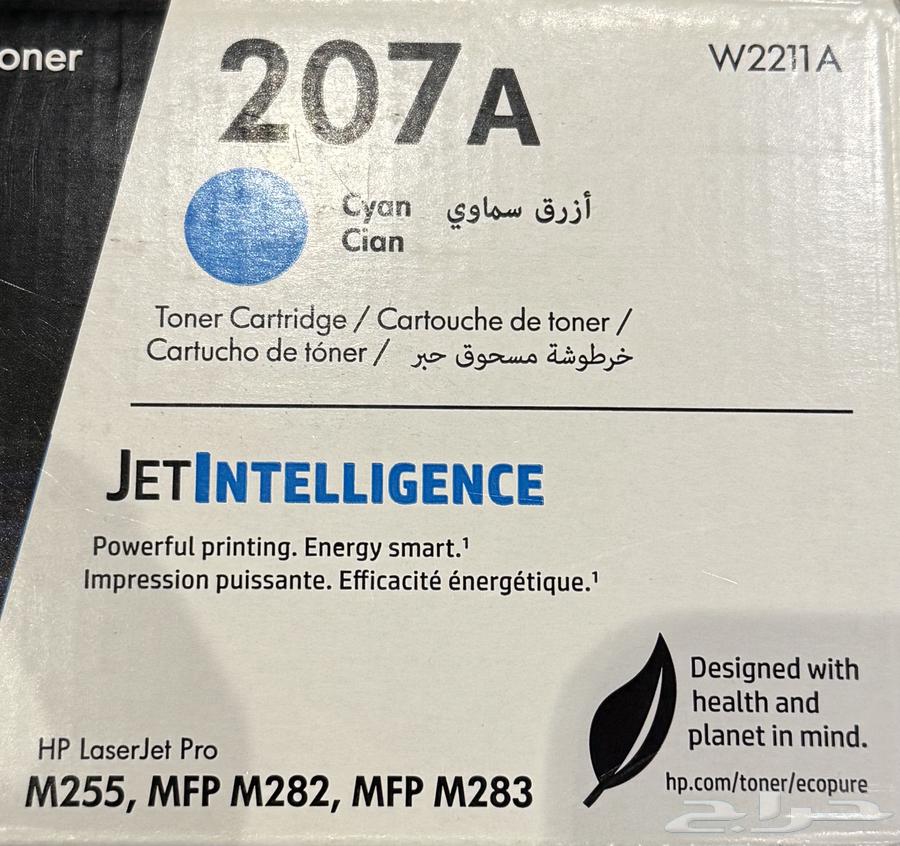 oner
207A
W2211A
Cyan أزرق سماوي
Cian
Toner Cartridge / Cartouche de toner /
Cartucho de tóner / خرطوشة مسحوق حبر
JETINTELLIGENCE
Powerful printing. Energy smart.¹
Impression puissante. Efficacité énergétique.¹
Designed with
health and
planet in mind.
hp.com/toner/ecopure
HP LaserJet Pro
M255, MFP M282, MFP M283
حراج